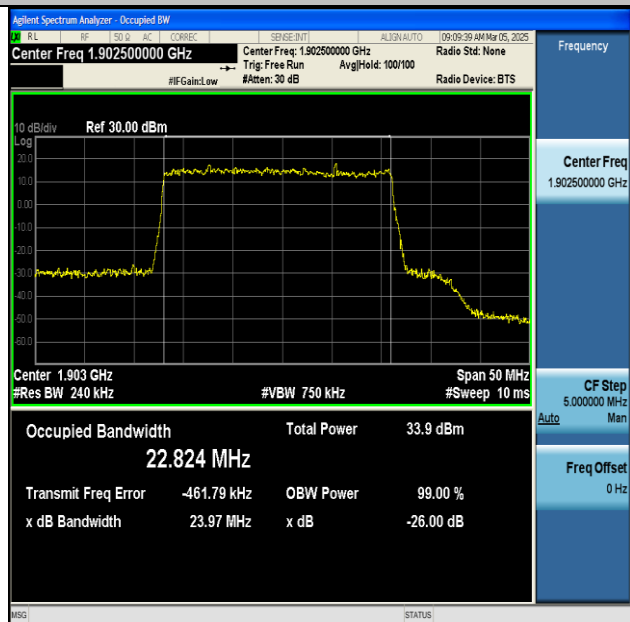 Agilent Spectrum Analyzer - Occupied BW
RL RF 50 Ω AC CORREC SENSE:INT ALIGN AUTO 09:09:39 AM Mar 05, 2025
Center Freq 1.902500000 GHz
Center Freq: 1.902500000 GHz
Radio Std: None
Trig: Free Run Avg|Hold: 100/100
#IFGain:Low
#Atten: 30 dB
Radio Device: BTS
10 dB/div Ref 30.00 dBm
Log
20.0
10.0
0.00
-10.0
-20.0
-30.0
-40.0
-50.0
-60.0
Center 1.903 GHz Span 50 MHz
#Res BW 240 kHz #VBW 750 kHz #Sweep 10 ms
Occupied Bandwidth Total Power 33.9 dBm
22.824 MHz
Transmit Freq Error -461.79 kHz OBW Power 99.00 %
x dB Bandwidth 23.97 MHz x dB -26.00 dB
MSG STATUS
Frequency
Center Freq
1.902500000 GHz
CF Step
5.000000 MHz
Auto Man
Freq Offset
0 Hz